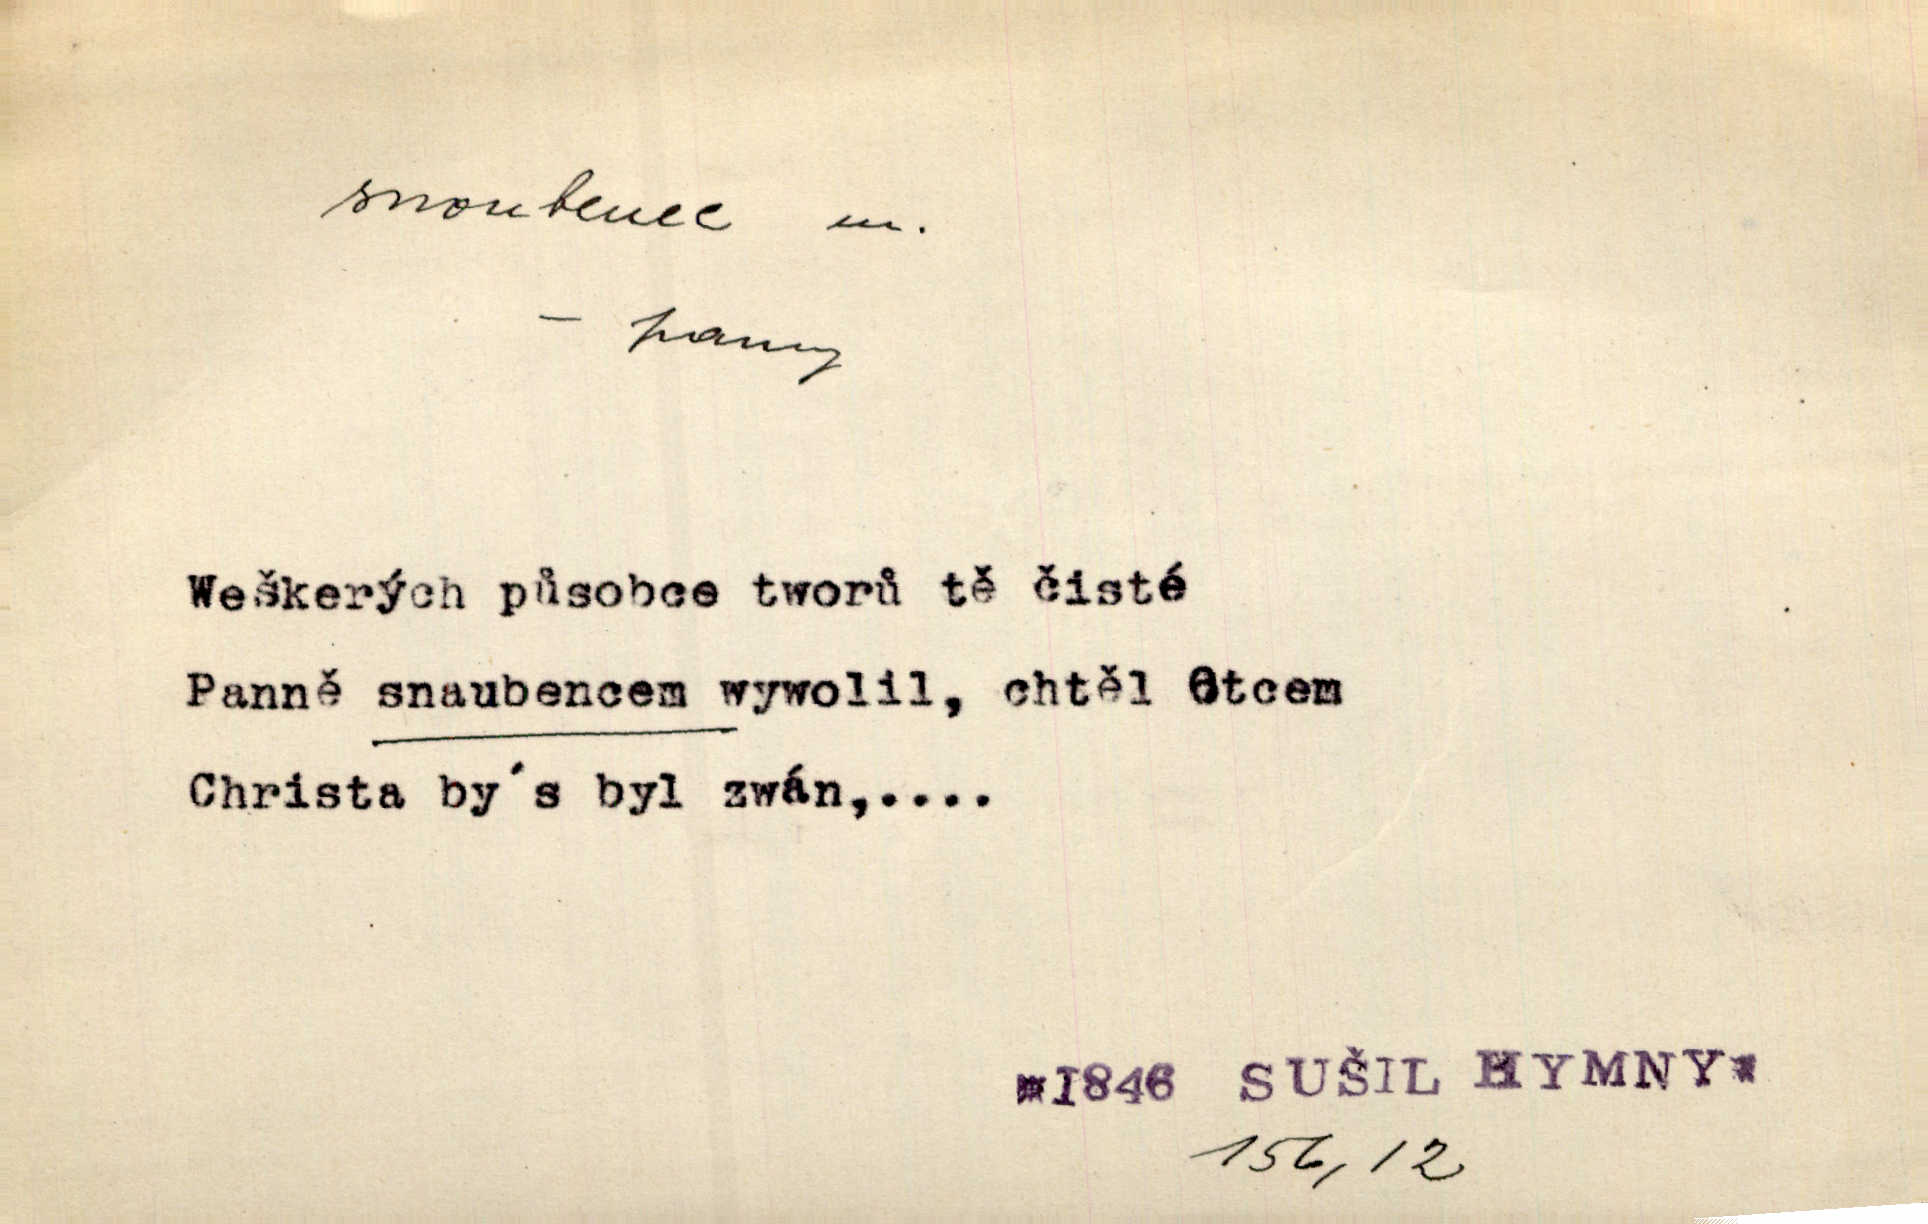 snoubenec m.
– panny
Weškerých působce tworů tě čisté
Panně snaubencem wywolil, chtěl Otcem
Christa by´s byl zwán,....
*1846 SUŠIL HYMNY*
156, 12